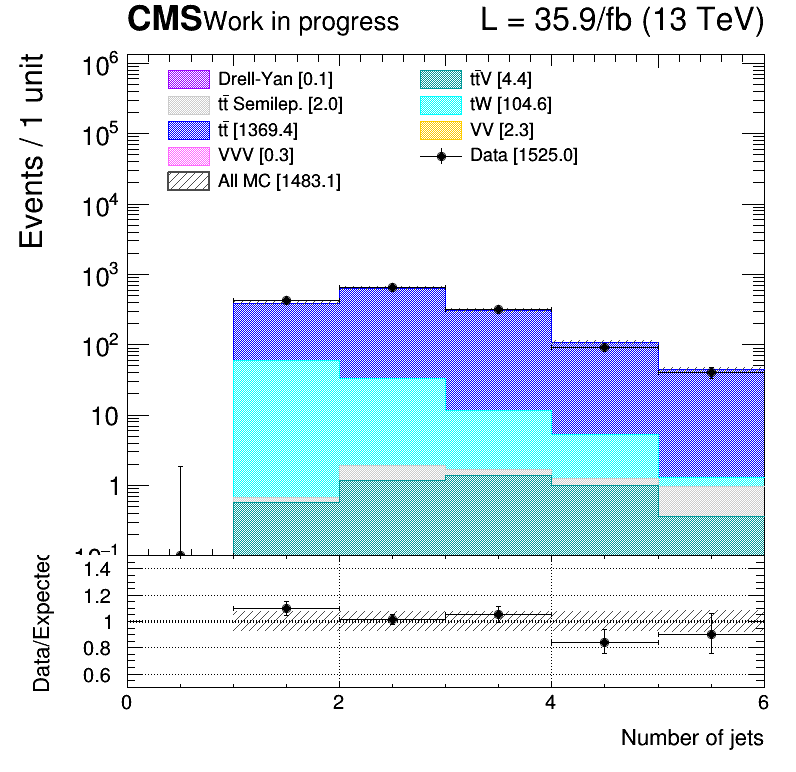 CMS Work in progress L = 35.9/fb (13 TeV)
Events / 1 unit
10⁶
10⁵
10⁴
10³
10²
10
1
10⁻¹
Drell-Yan [0.1]
tt̄ Semilep. [2.0]
tt̄ [1369.4]
VVV [0.3]
All MC [1483.1]
tt̄V [4.4]
tW [104.6]
VV [2.3]
Data [1525.0]
Data/Expected
1.4
1.2
1
0.8
0.6
0 2 4 6
Number of jets